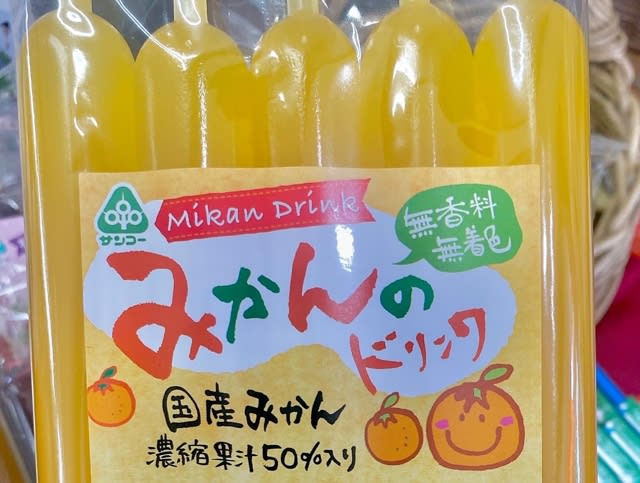 サンコー
Mikan Drink
無香料
無着色
みかんの
ドリンク
国産みかん
濃縮果汁50%入り